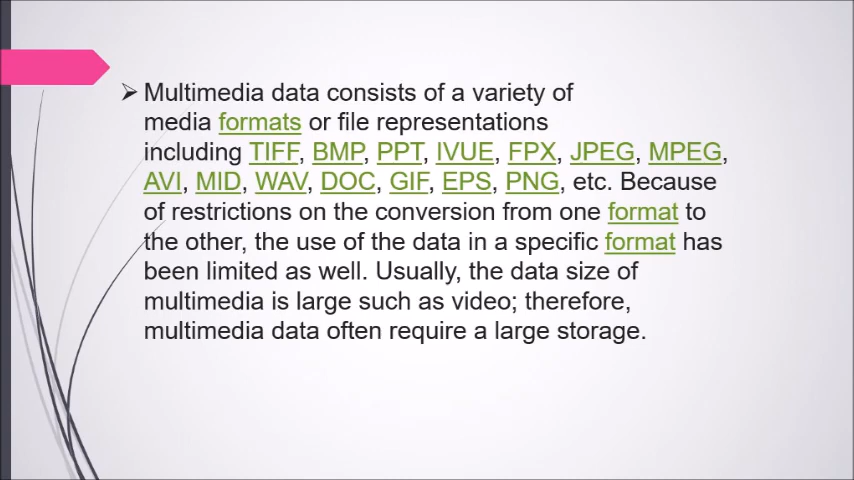 Multimedia data consists of a variety of
media formats or file representations
including TIFF, BMP, PPT, IVUE, FPX, JPEG, MPEG,
AVI, MID, WAV, DOC, GIF, EPS, PNG, etc. Because
of restrictions on the conversion from one format to
the other, the use of the data in a specific format has
been limited as well. Usually, the data size of
multimedia is large such as video; therefore,
multimedia data often require a large storage.